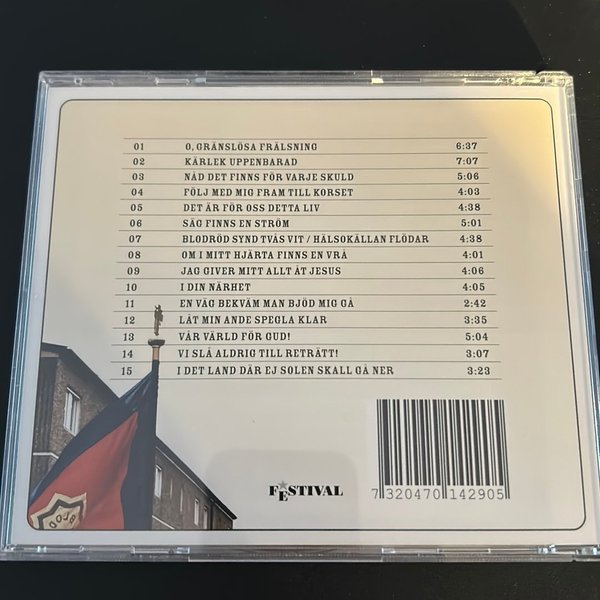 01 O, GRÄNSLÖSA FRÄLSNING 6:37
02 KÄRLEK UPPENBARAD 7:07
03 NÅD DET FINNS FÖR VARJE SKULD 5:06
04 FÖLJ MED MIG FRAM TILL KORSET 4:03
05 DET ÄR FÖR OSS DETTA LIV 4:38
06 SÄG FINNS EN STRÖM 5:01
07 BLODRÖD SYND TVÅS VIT / HÄLSOKÄLLAN FLÖDAR 4:38
08 OM I MITT HJÄRTA FINNS EN VRÅ 4:01
09 JAG GIVER MITT ALLT ÅT JESUS 4:06
10 I DIN NÄRHET 4:05
11 EN VÄG BEKVÄM MAN BJÖD MIG GÅ 2:42
12 LÅT MIN ANDE SPEGLA KLAR 3:35
13 VÅR VÄRLD FÖR GUD! 5:04
14 VI SLÅ ALDRIG TILL RETRÄTT! 3:07
15 I DET LAND DÄR EJ SOLEN SKALL GÅ NER 3:23
FESTIVAL
7 320470 142905